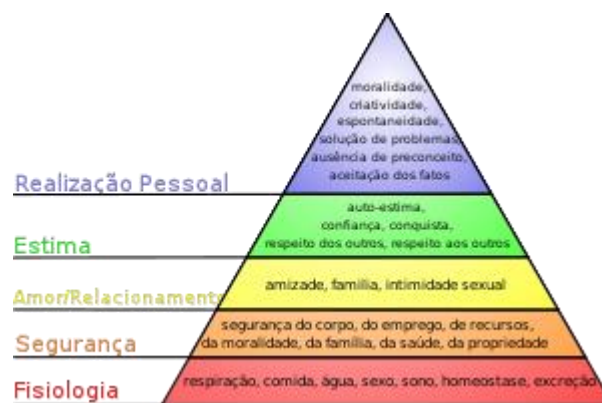 moralidade,
criatividade,
espontaneidade,
solução de problemas,
ausência de preconceito,
aceitação dos fatos
Realização Pessoal
auto-estima,
confiança, conquista,
respeito dos outros, respeito aos outros
Estima
amizade, família, intimidade sexual
Amor/Relacionamento
segurança do corpo, do emprego, de recursos,
da moralidade, da família, da saúde, da propriedade
Segurança
respiração, comida, água, sexo, sono, homeostase, excreção
Fisiologia